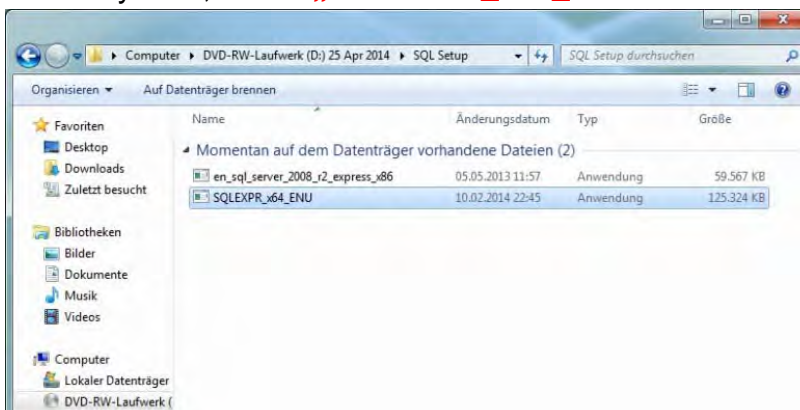 Computer ▸ DVD-RW-Laufwerk (D:) 25 Apr 2014 ▸ SQL Setup
SQL Setup durchsuchen
Organisieren ▾ Auf Datenträger brennen
Favoriten
Desktop
Downloads
Zuletzt besucht
Bibliotheken
Bilder
Dokumente
Musik
Videos
Computer
Lokaler Datenträger
DVD-RW-Laufwerk (
Name Änderungsdatum Typ Größe
Momentan auf dem Datenträger vorhandene Dateien (2)
en_sql_server_2008_r2_express_x86 05.05.2013 11:57 Anwendung 59.567 KB
SQLEXPR_x64_ENU 10.02.2014 22:45 Anwendung 125.324 KB